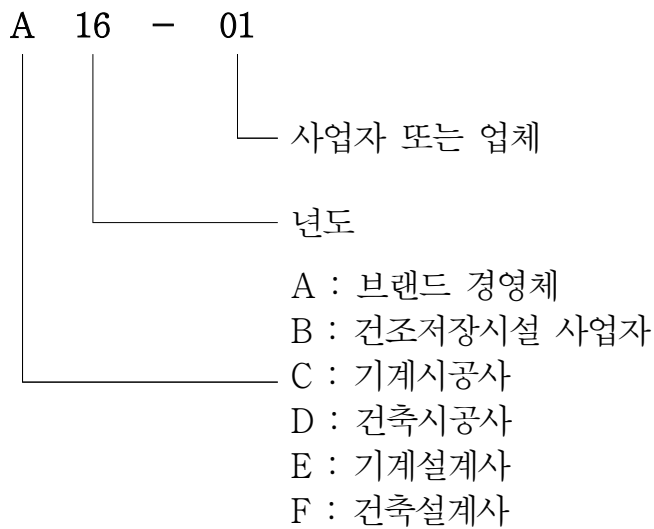 A 16 - 01
사업자 또는 업체
년도
A : 브랜드 경영체
B : 건조저장시설 사업자
C : 기계시공사
D : 건축시공사
E : 기계설계사
F : 건축설계사